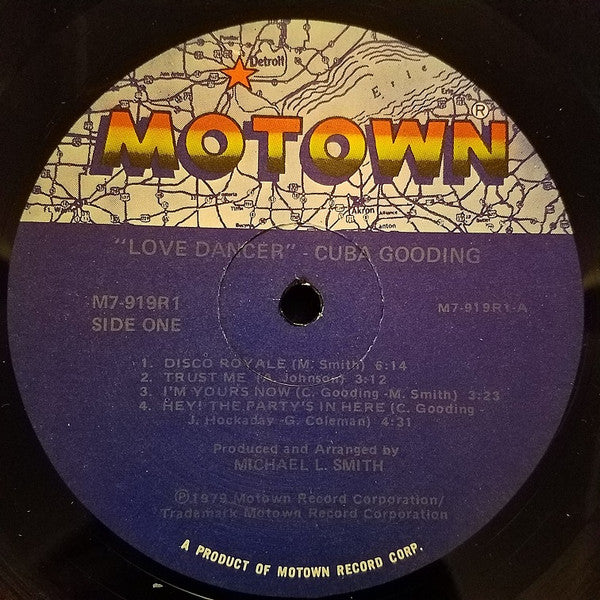 Detroit
Erie
MOTOWN®
Akron
Canton
"LOVE DANCER" - CUBA GOODING
M7-919R1
SIDE ONE
M7-919R1-A
1. DISCO ROYALE (M. Smith) 6:14
2. TRUST ME (A. Johnson) 3:12
3. I'M YOURS NOW (C. Gooding -M. Smith) 3:23
4. HEY! THE PARTY'S IN HERE (C. Gooding -
J. Hockaday -G. Coleman) 4:31
Produced and Arranged by
MICHAEL L. SMITH
Ⓟ1979 Motown Record Corporation/
Trademark Motown Record Corporation
A PRODUCT OF MOTOWN RECORD CORP.